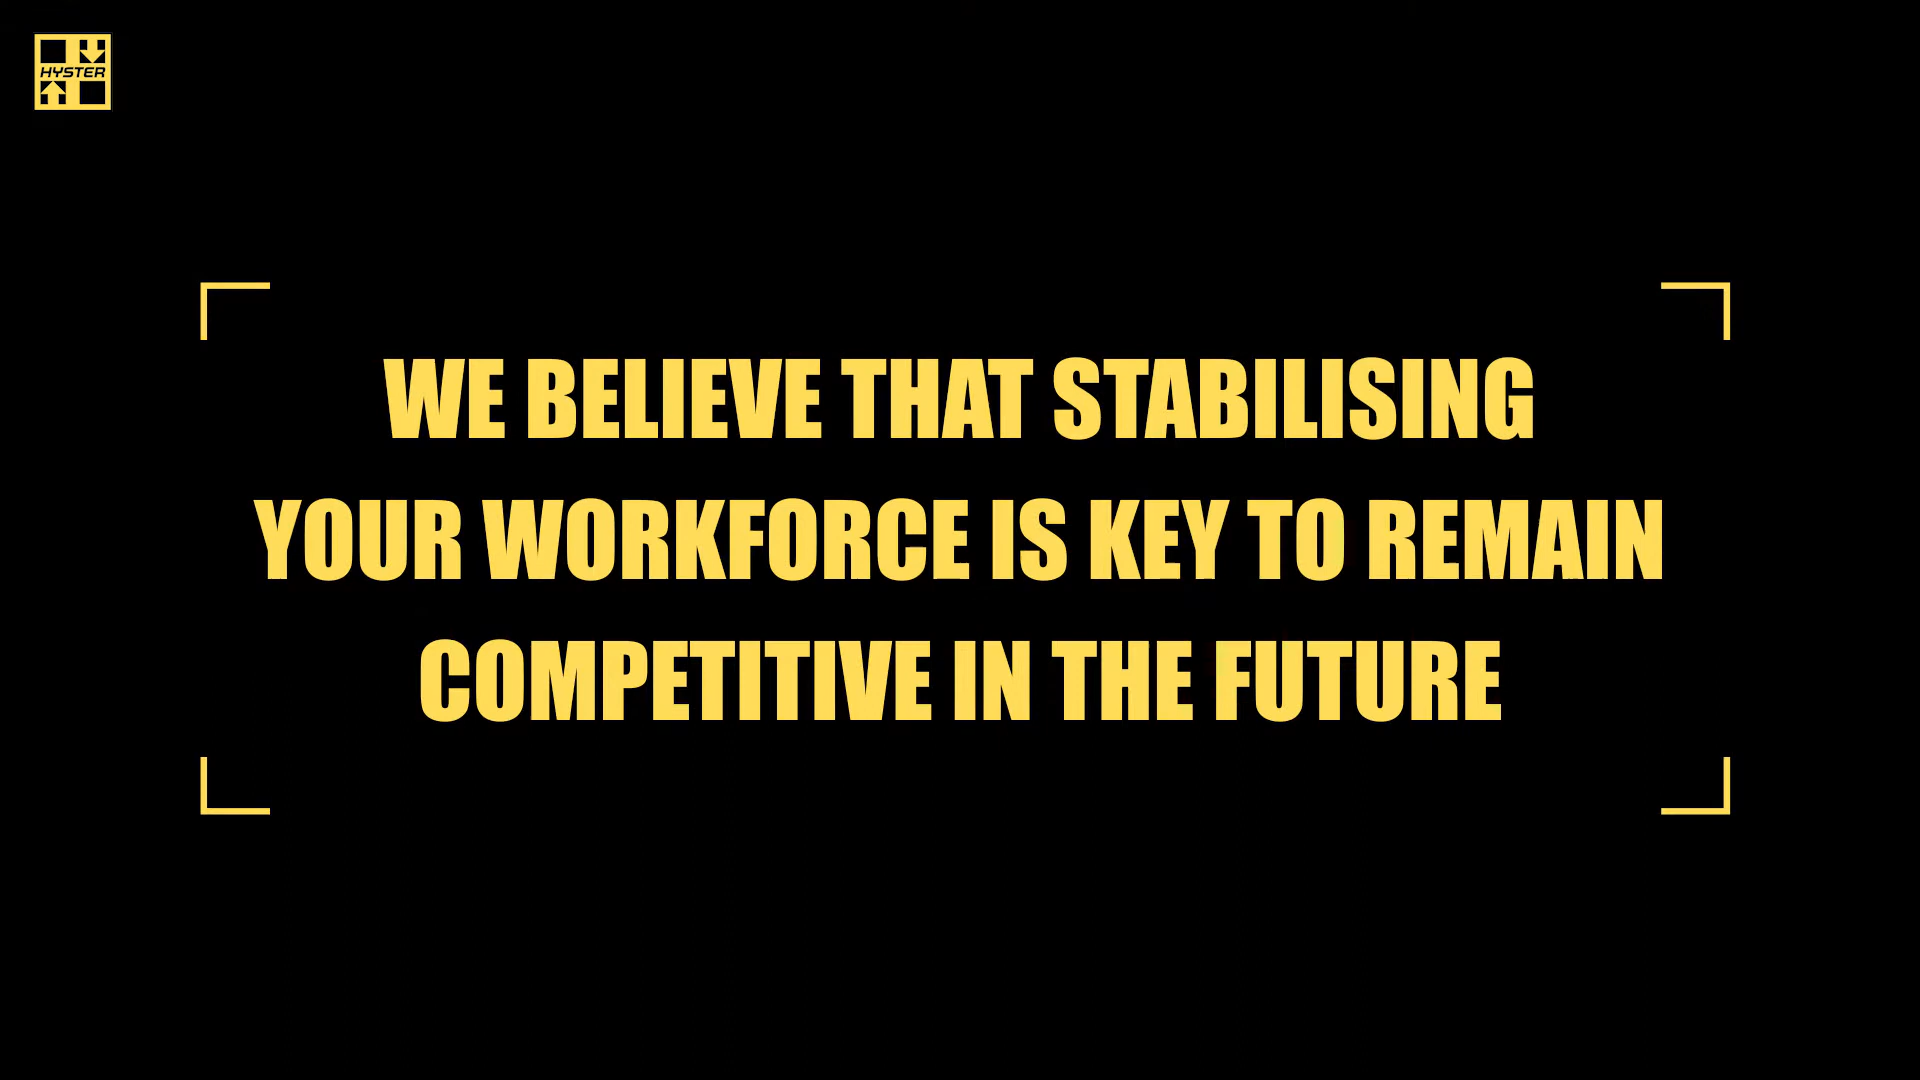 HYSTER
WE BELIEVE THAT STABILISING
YOUR WORKFORCE IS KEY TO REMAIN
COMPETITIVE IN THE FUTURE